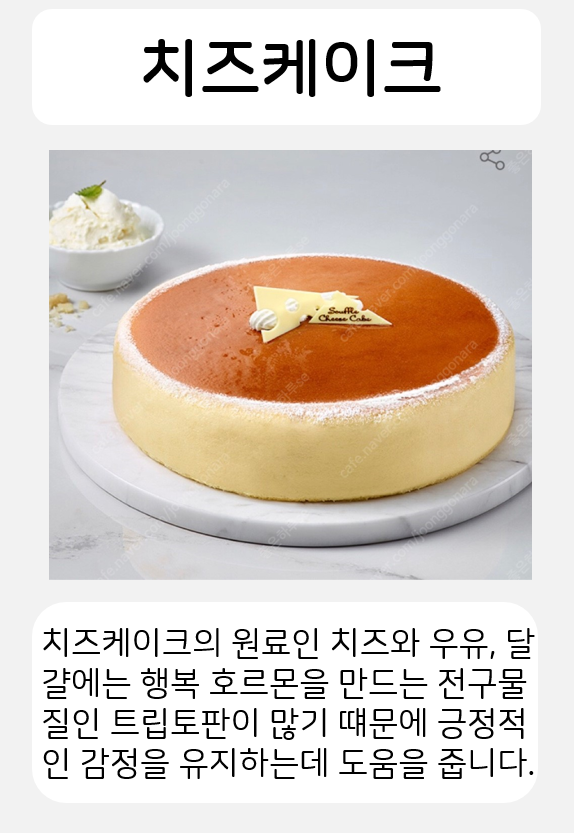 치즈케이크
Souffle
Cheese Cake
치즈케이크의 원료인 치즈와 우유, 달
걀에는 행복 호르몬을 만드는 전구물
질인 트립토판이 많기 떄문에 긍정적
인 감정을 유지하는데 도움을 줍니다.